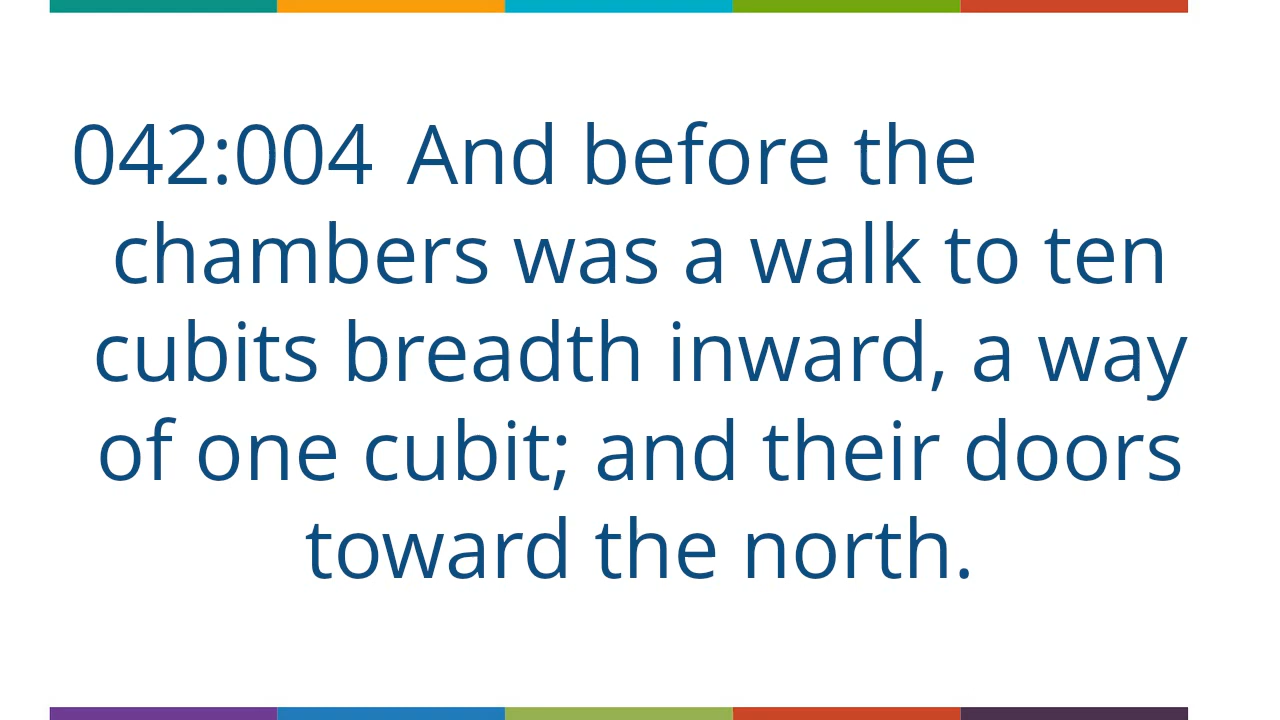 042:004 And before the
chambers was a walk to ten
cubits breadth inward, a way
of one cubit; and their doors
toward the north.